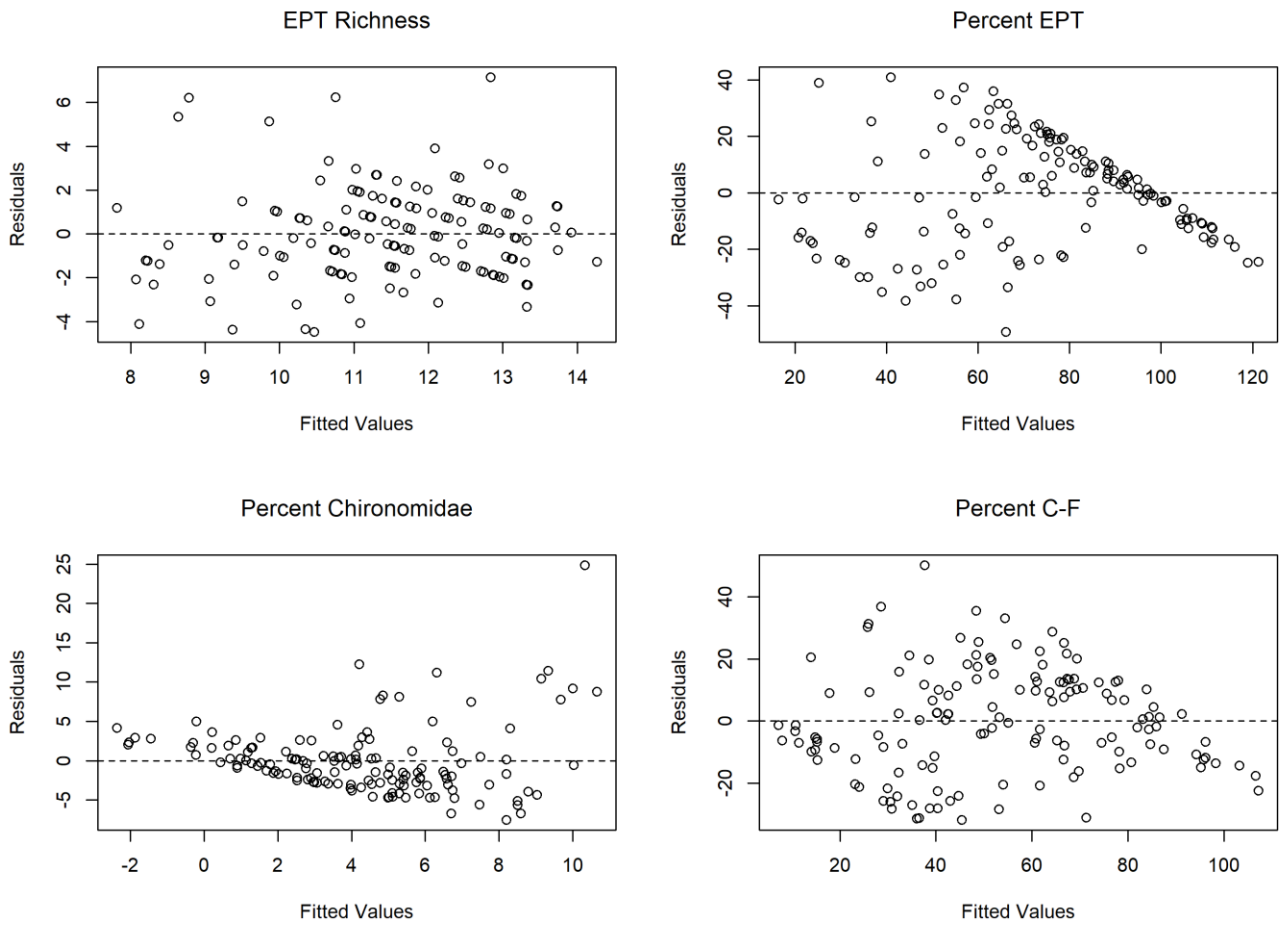 EPT Richness
Residuals
6
4
2
0
-2
-4
8 9 10 11 12 13 14
Fitted Values
Percent EPT
Residuals
40
20
0
-20
-40
20 40 60 80 100 120
Fitted Values
Percent Chironomidae
Residuals
25
20
15
10
5
0
-5
-2 0 2 4 6 8 10
Fitted Values
Percent C-F
Residuals
40
20
0
-20
20 40 60 80 100
Fitted Values